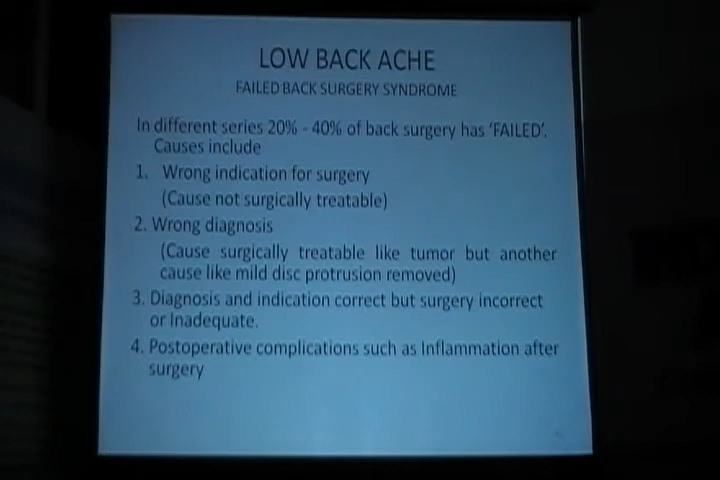 LOW BACK ACHE
FAILED BACK SURGERY SYNDROME
In different series 20% - 40% of back surgery has 'FAILED'.
Causes include
1. Wrong indication for surgery
(Cause not surgically treatable)
2. Wrong diagnosis
(Cause surgically treatable like tumor but another
cause like mild disc protrusion removed)
3. Diagnosis and indication correct but surgery incorrect
or Inadequate.
4. Postoperative complications such as Inflammation after
surgery